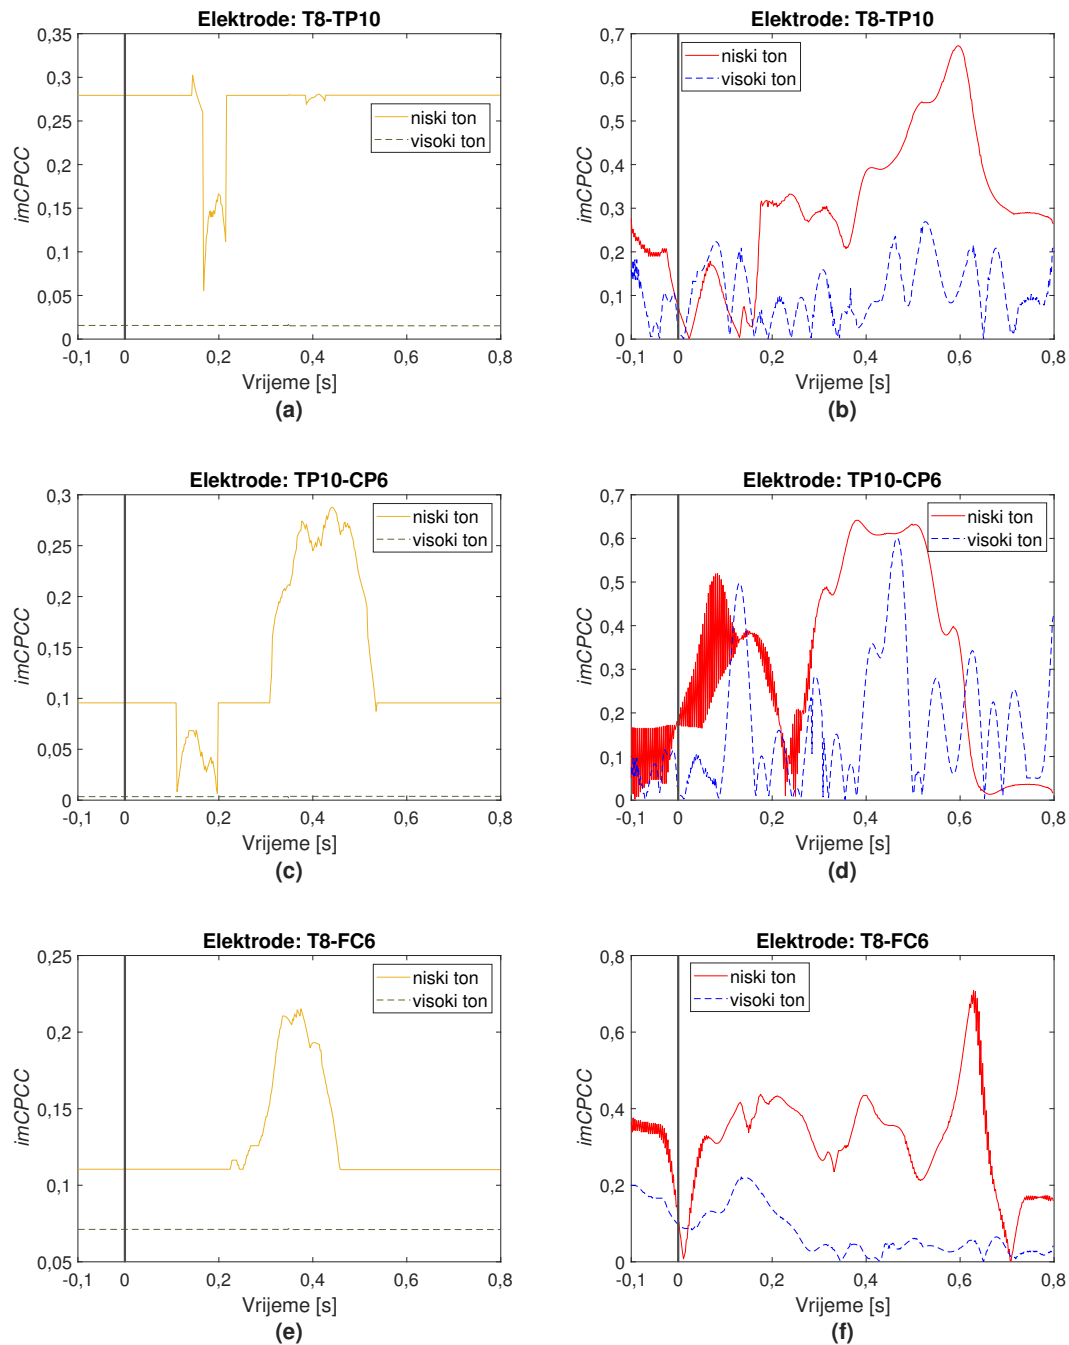 Elektrode: T8-TP10
0,35
0,3
0,25
0,2
0,15
0,1
0,05
0
imCPCC
niski ton
visoki ton
-0,1 0 0,2 0,4 0,6 0,8
Vrijeme [s]
(a)
Elektrode: T8-TP10
0,7
0,6
0,5
0,4
0,3
0,2
0,1
0
imCPCC
niski ton
visoki ton
-0,1 0 0,2 0,4 0,6 0,8
Vrijeme [s]
(b)
Elektrode: TP10-CP6
0,3
0,25
0,2
0,15
0,1
0,05
0
imCPCC
niski ton
visoki ton
-0,1 0 0,2 0,4 0,6 0,8
Vrijeme [s]
(c)
Elektrode: TP10-CP6
0,7
0,6
0,5
0,4
0,3
0,2
0,1
0
imCPCC
niski ton
visoki ton
-0,1 0 0,2 0,4 0,6 0,8
Vrijeme [s]
(d)
Elektrode: T8-FC6
0,25
0,2
0,15
0,1
0,05
imCPCC
niski ton
visoki ton
-0,1 0 0,2 0,4 0,6 0,8
Vrijeme [s]
(e)
Elektrode: T8-FC6
0,8
0,6
0,4
0,2
0
imCPCC
niski ton
visoki ton
-0,1 0 0,2 0,4 0,6 0,8
Vrijeme [s]
(f)